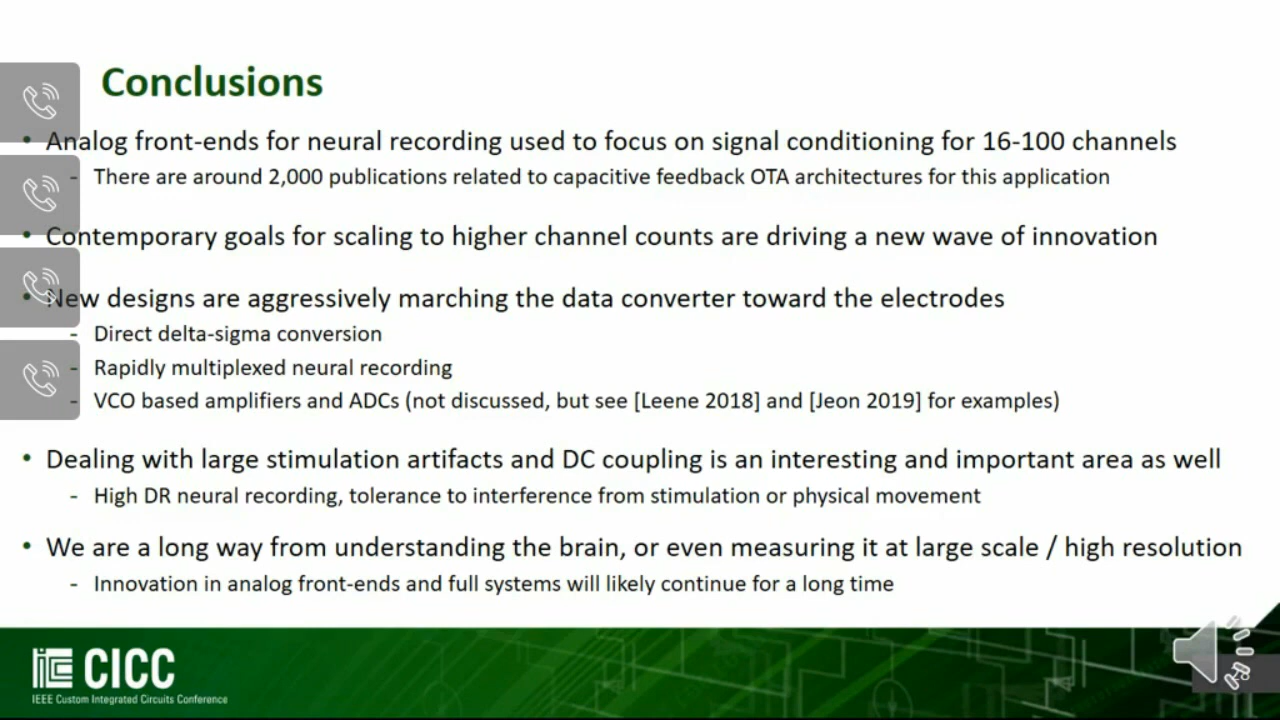 Conclusions
• Analog front-ends for neural recording used to focus on signal conditioning for 16-100 channels
- There are around 2,000 publications related to capacitive feedback OTA architectures for this application
• Contemporary goals for scaling to higher channel counts are driving a new wave of innovation
• New designs are aggressively marching the data converter toward the electrodes
- Direct delta-sigma conversion
- Rapidly multiplexed neural recording
- VCO based amplifiers and ADCs (not discussed, but see [Leene 2018] and [Jeon 2019] for examples)
• Dealing with large stimulation artifacts and DC coupling is an interesting and important area as well
- High DR neural recording, tolerance to interference from stimulation or physical movement
• We are a long way from understanding the brain, or even measuring it at large scale / high resolution
- Innovation in analog front-ends and full systems will likely continue for a long time
CICC
IEEE Custom Integrated Circuits Conference